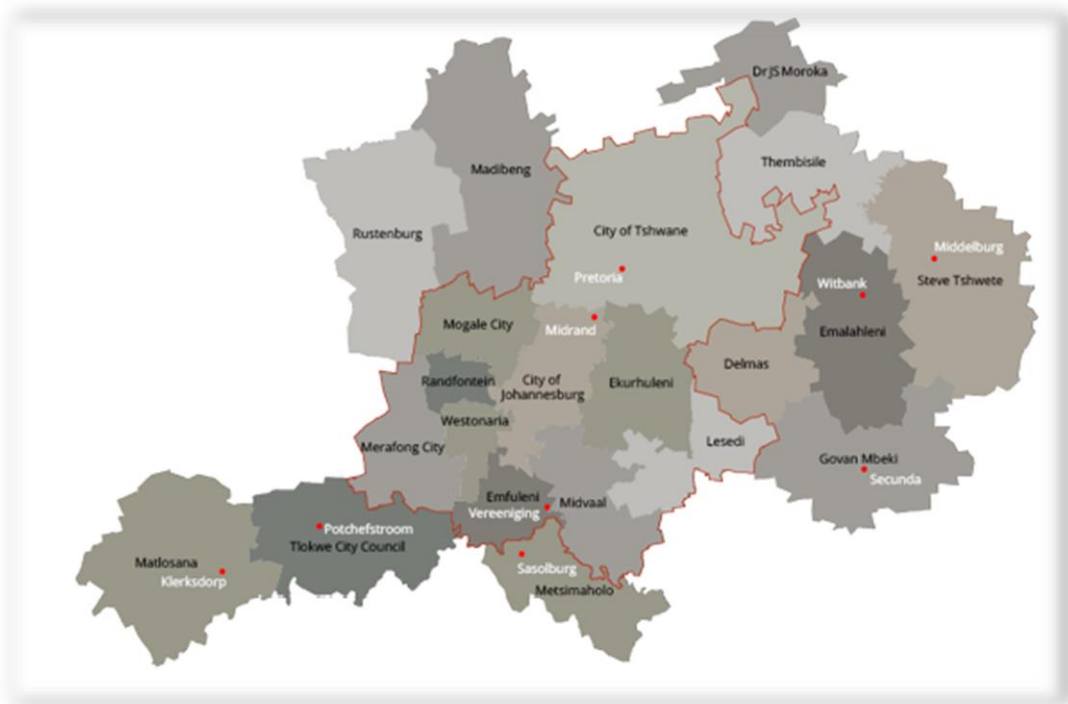 Dr JS Moroka
Thembisile
Madibeng
Rustenburg
City of Tshwane
Middelburg
Pretoria
Witbank
Steve Tshwete
Mogale City
Midrand
Emalahleni
Delmas
Randfontein
City of
Johannesburg
Ekurhuleni
Westonaria
Merafong City
Lesedi
Govan Mbeki
Secunda
Emfuleni
Midvaal
Vereeniging
Potchefstroom
Tlokwe City Council
Matlosana
Klerksdorp
Sasolburg
Metsimaholo